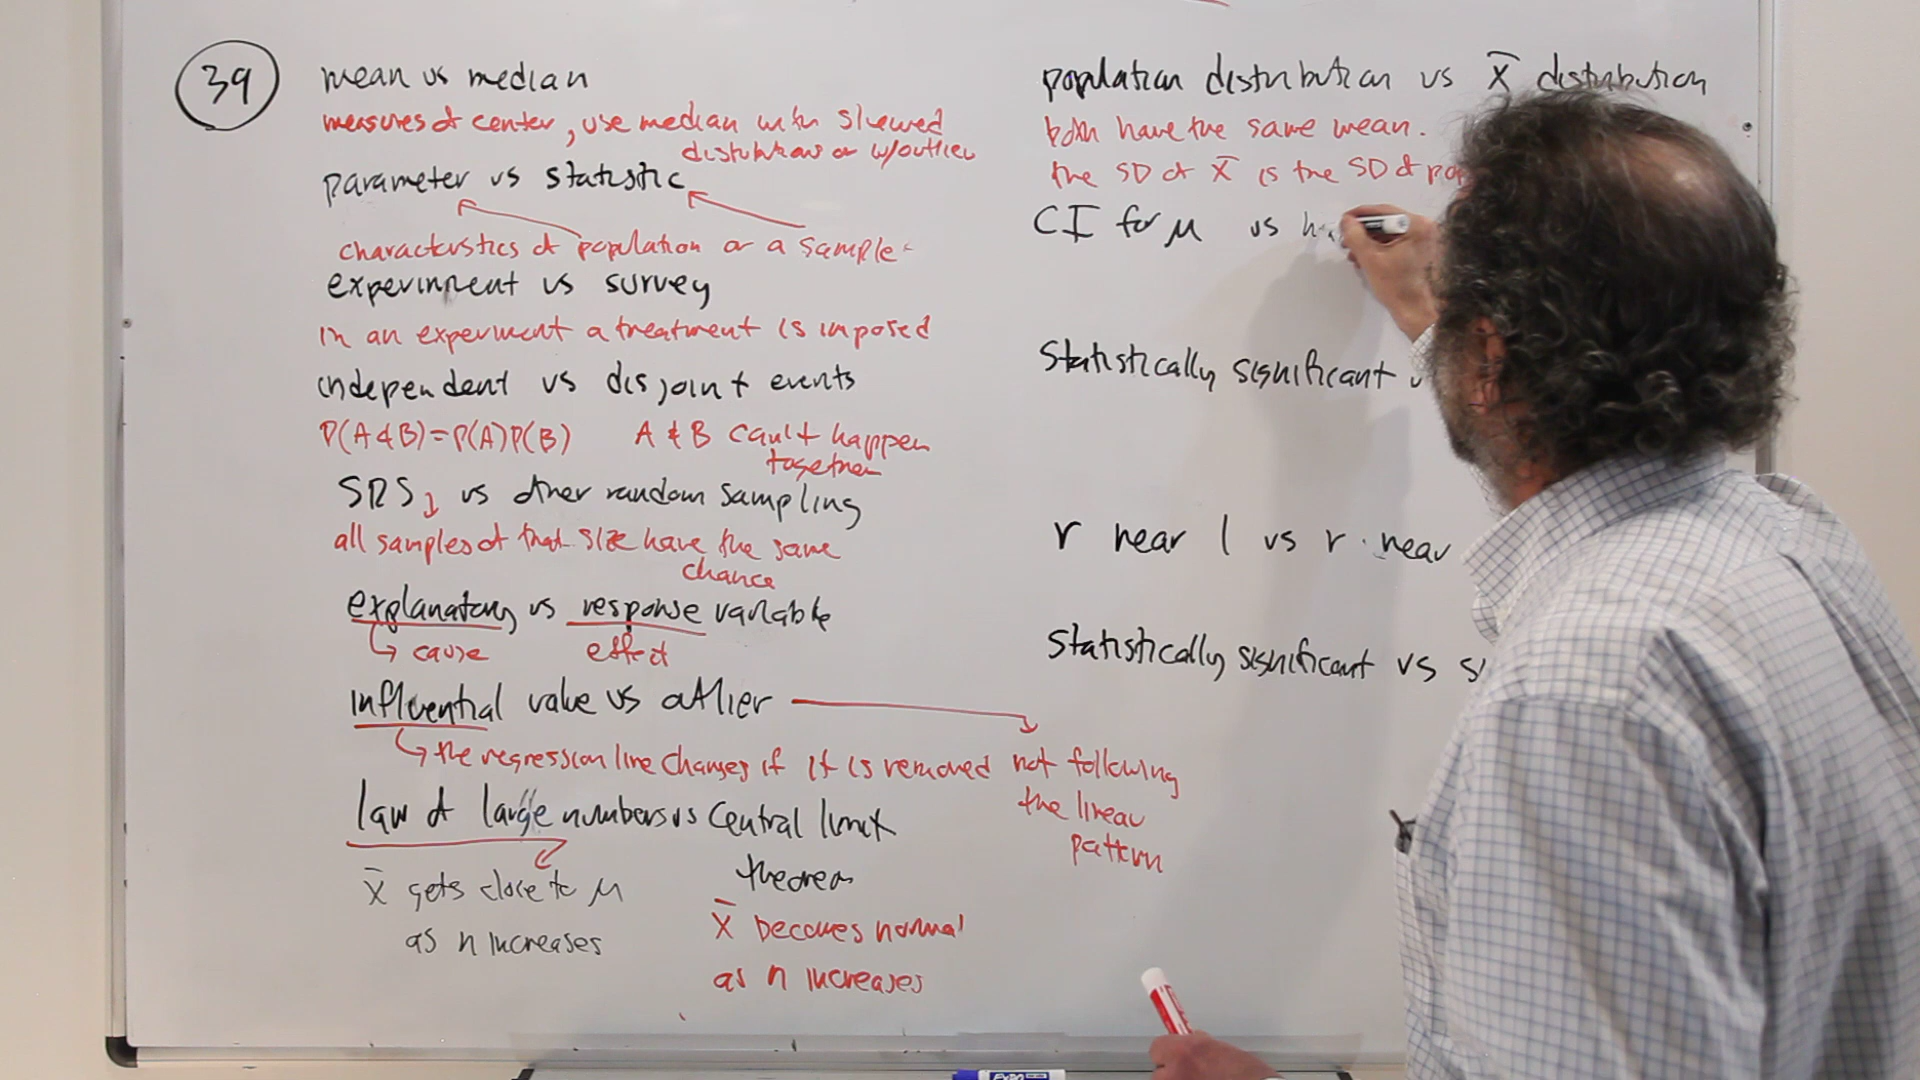 39
mean vs median
measures of center, use median with skewed
distributions or w/outlier
parameter vs statistic
characteristics of population or a sample
experiment vs survey
in an experiment a treatment is imposed
independent vs disjoint events
P(A & B) = P(A)P(B) A & B can't happen
together
SRS vs other random sampling
all samples of that size have the same
chance
explanatory vs response variable
cause effect
influential value vs outlier
the regression line changes if it is removed
not following
the linear
pattern
law of large numbers vs central limit
theorem
x̄ gets close to μ
as n increases
x̄ becomes normal
as n increases
population distribution vs x̄ distribution
both have the same mean.
the SD of x̄ is the SD of
CI for μ vs
Statistically significant
r near 1 vs r near
Statistically significant vs
EXPO